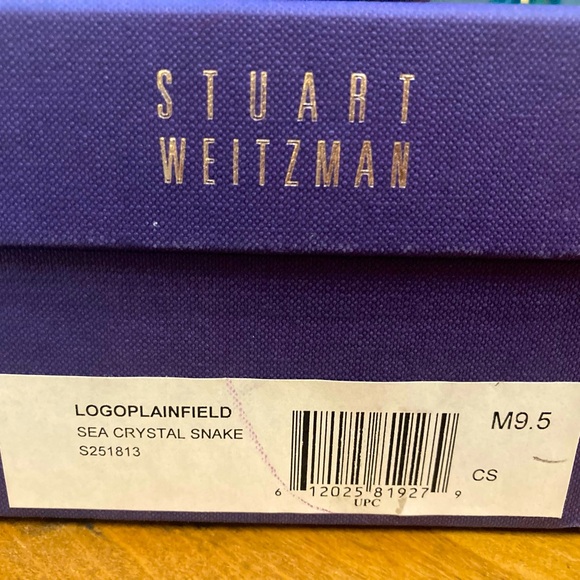 STUART
WEITZMAN
LOGOPLAINFIELD
SEA CRYSTAL SNAKE
S251813
M9.5
CS
6 12025 81927 9
UPC